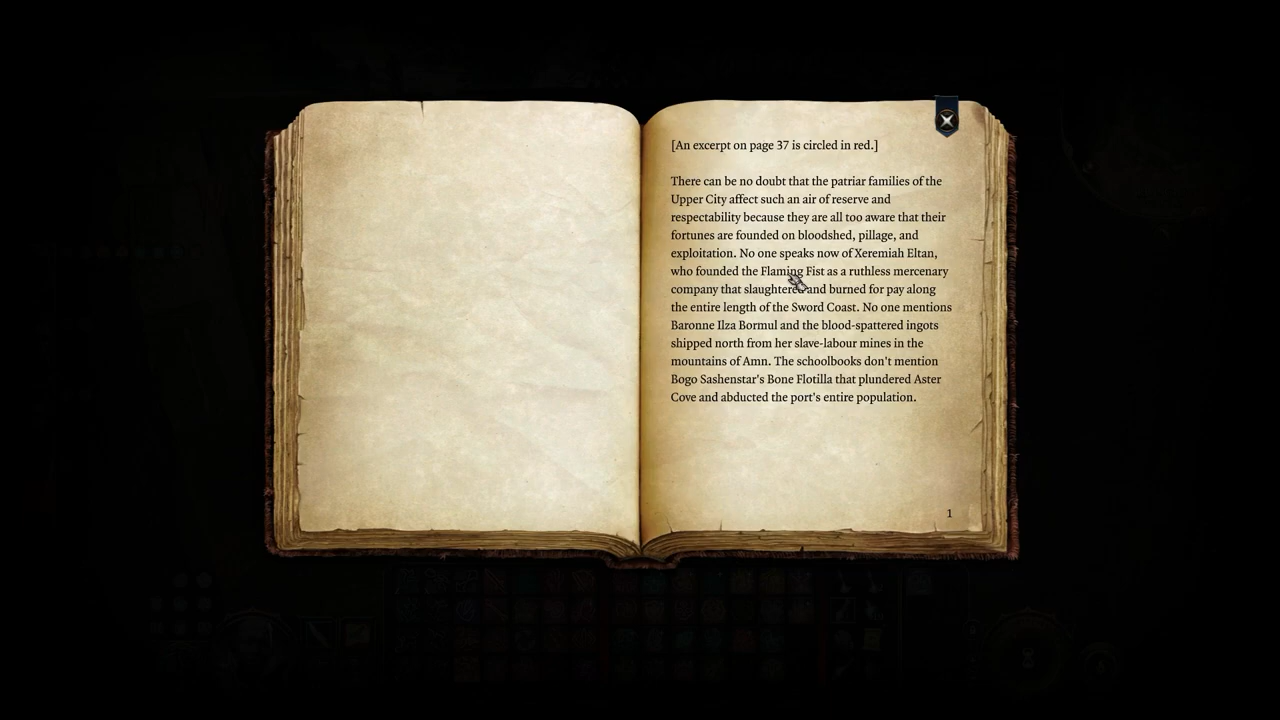 [An excerpt on page 37 is circled in red.]
There can be no doubt that the patriar families of the
Upper City affect such an air of reserve and
respectability because they are all too aware that their
fortunes are founded on bloodshed, pillage, and
exploitation. No one speaks now of Xeremiah Eltan,
who founded the Flaming Fist as a ruthless mercenary
company that slaughtered and burned for pay along
the entire length of the Sword Coast. No one mentions
Baronne Ilza Bormul and the blood-spattered ingots
shipped north from her slave-labour mines in the
mountains of Amn. The schoolbooks don't mention
Bogo Sashenstar's Bone Flotilla that plundered Aster
Cove and abducted the port's entire population.
1